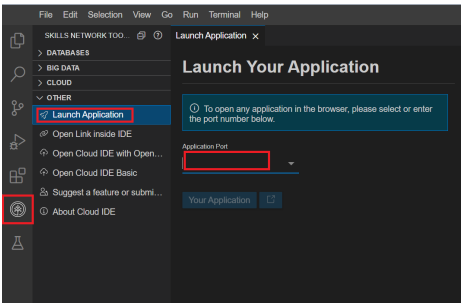 File Edit Selection View Go Run Terminal Help
SKILLS NETWORK TOO...
Launch Application
DATABASES
BIG DATA
CLOUD
OTHER
Launch Application
Open Link inside IDE
Open Cloud IDE with Open...
Open Cloud IDE Basic
Suggest a feature or submi...
About Cloud IDE
Launch Your Application
To open any application in the browser, please select or enter
the port number below.
Application Port
Your Application